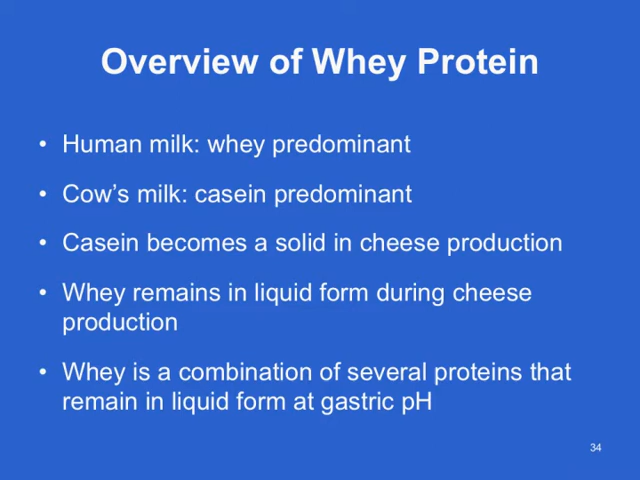 Overview of Whey Protein
• Human milk: whey predominant
• Cow's milk: casein predominant
• Casein becomes a solid in cheese production
• Whey remains in liquid form during cheese
production
• Whey is a combination of several proteins that
remain in liquid form at gastric pH
34